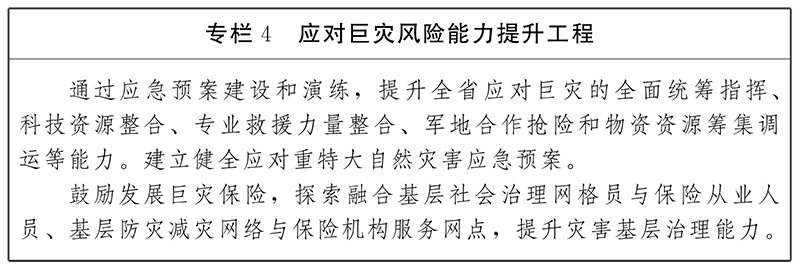 专栏 4　应对巨灾风险能力提升工程
通过应急预案建设和演练，提升全省应对巨灾的全面统筹指挥、
科技资源整合、专业救援力量整合、军地合作抢险和物资资源筹集调
运等能力。建立健全应对重特大自然灾害应急预案。
鼓励发展巨灾保险，探索融合基层社会治理网格员与保险从业人
员、基层防灾减灾网络与保险机构服务网点，提升灾害基层治理能力。